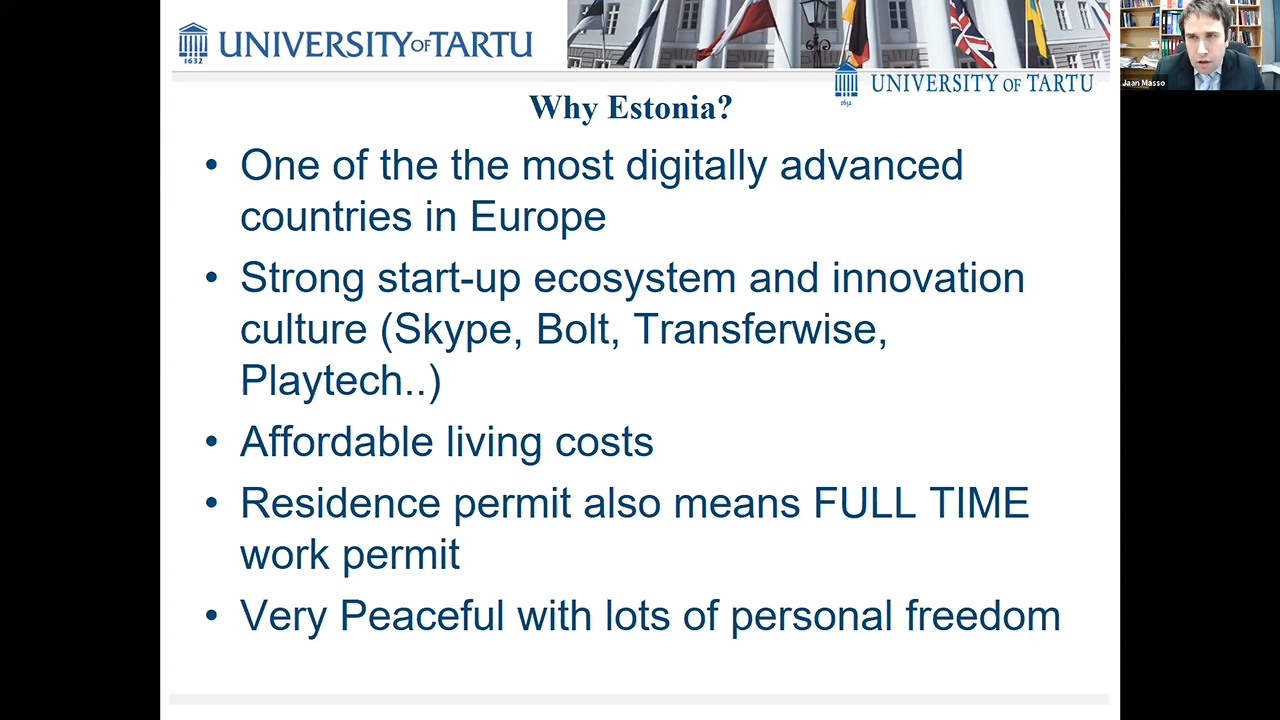 UNIVERSITY OF TARTU
1632
UNIVERSITY OF TARTU
1632
Jaan Masso
Why Estonia?
• One of the the most digitally advanced
countries in Europe
• Strong start-up ecosystem and innovation
culture (Skype, Bolt, Transferwise,
Playtech..)
• Affordable living costs
• Residence permit also means FULL TIME
work permit
• Very Peaceful with lots of personal freedom